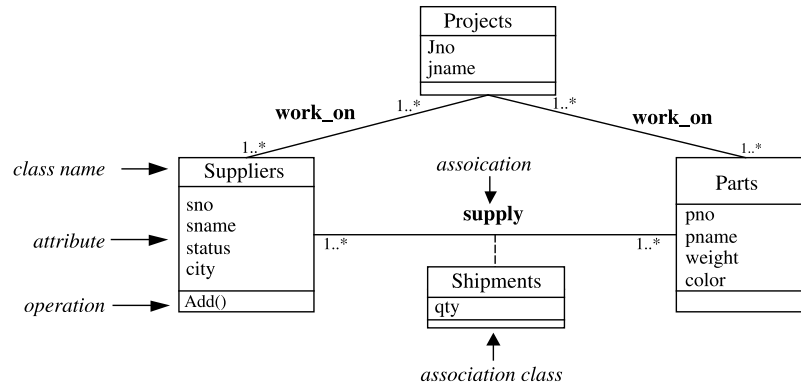 Projects
Jno
jname
1..*
1..*
work_on
work_on
1..*
1..*
class name
Suppliers
assoication
Parts
sno
sname
status
city
supply
pno
pname
weight
color
attribute
1..*
1..*
Shipments
qty
operation
Add()
association class